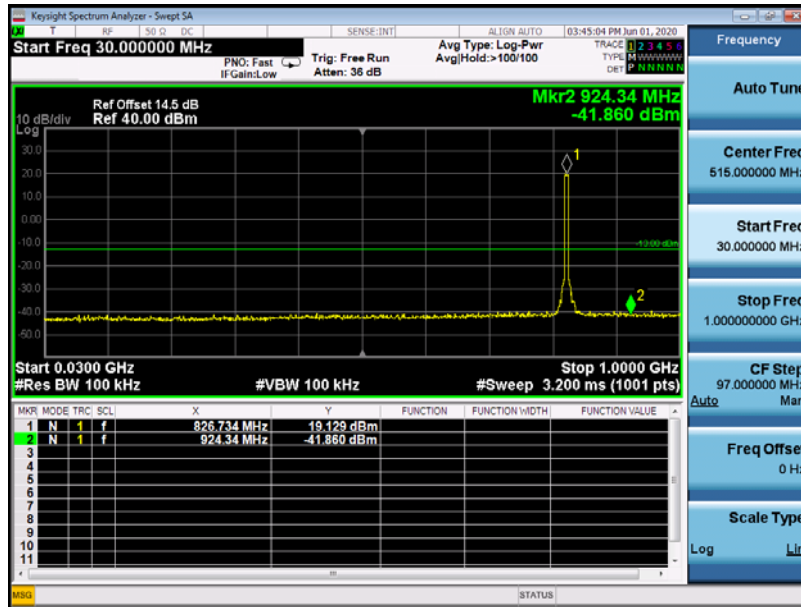 Keysight Spectrum Analyzer - Swept SA
T RF 50 Ω DC SENSE:INT ALIGN AUTO 03:45:04 PM Jun 01, 2020
Start Freq 30.000000 MHz
PNO: Fast
IFGain:Low
Trig: Free Run
Atten: 36 dB
Avg Type: Log-Pwr
Avg|Hold:>100/100
TRACE 1 2 3 4 5 6
TYPE M W W W W W
DET P N N N N N
Frequency
Mkr2 924.34 MHz
-41.860 dBm
Ref Offset 14.5 dB
10 dB/div Ref 40.00 dBm
Log
30.0
20.0
10.0
0.00
-10.0
-20.0
-30.0
-40.0
-50.0
1
2
-13.00 dBm
Start 0.0300 GHz Stop 1.0000 GHz
#Res BW 100 kHz #VBW 100 kHz #Sweep 3.200 ms (1001 pts)
MKR MODE TRC SCL X Y FUNCTION FUNCTION WIDTH FUNCTION VALUE
1 N 1 f 826.734 MHz 19.129 dBm
2 N 1 f 924.34 MHz -41.860 dBm
3
4
5
6
7
8
9
10
11
Auto Tune
Center Freq
515.000000 MHz
Start Freq
30.000000 MHz
Stop Freq
1.000000000 GHz
CF Step
97.000000 MHz
Auto Man
Freq Offset
0 Hz
Scale Type
Log Lin
MSG STATUS